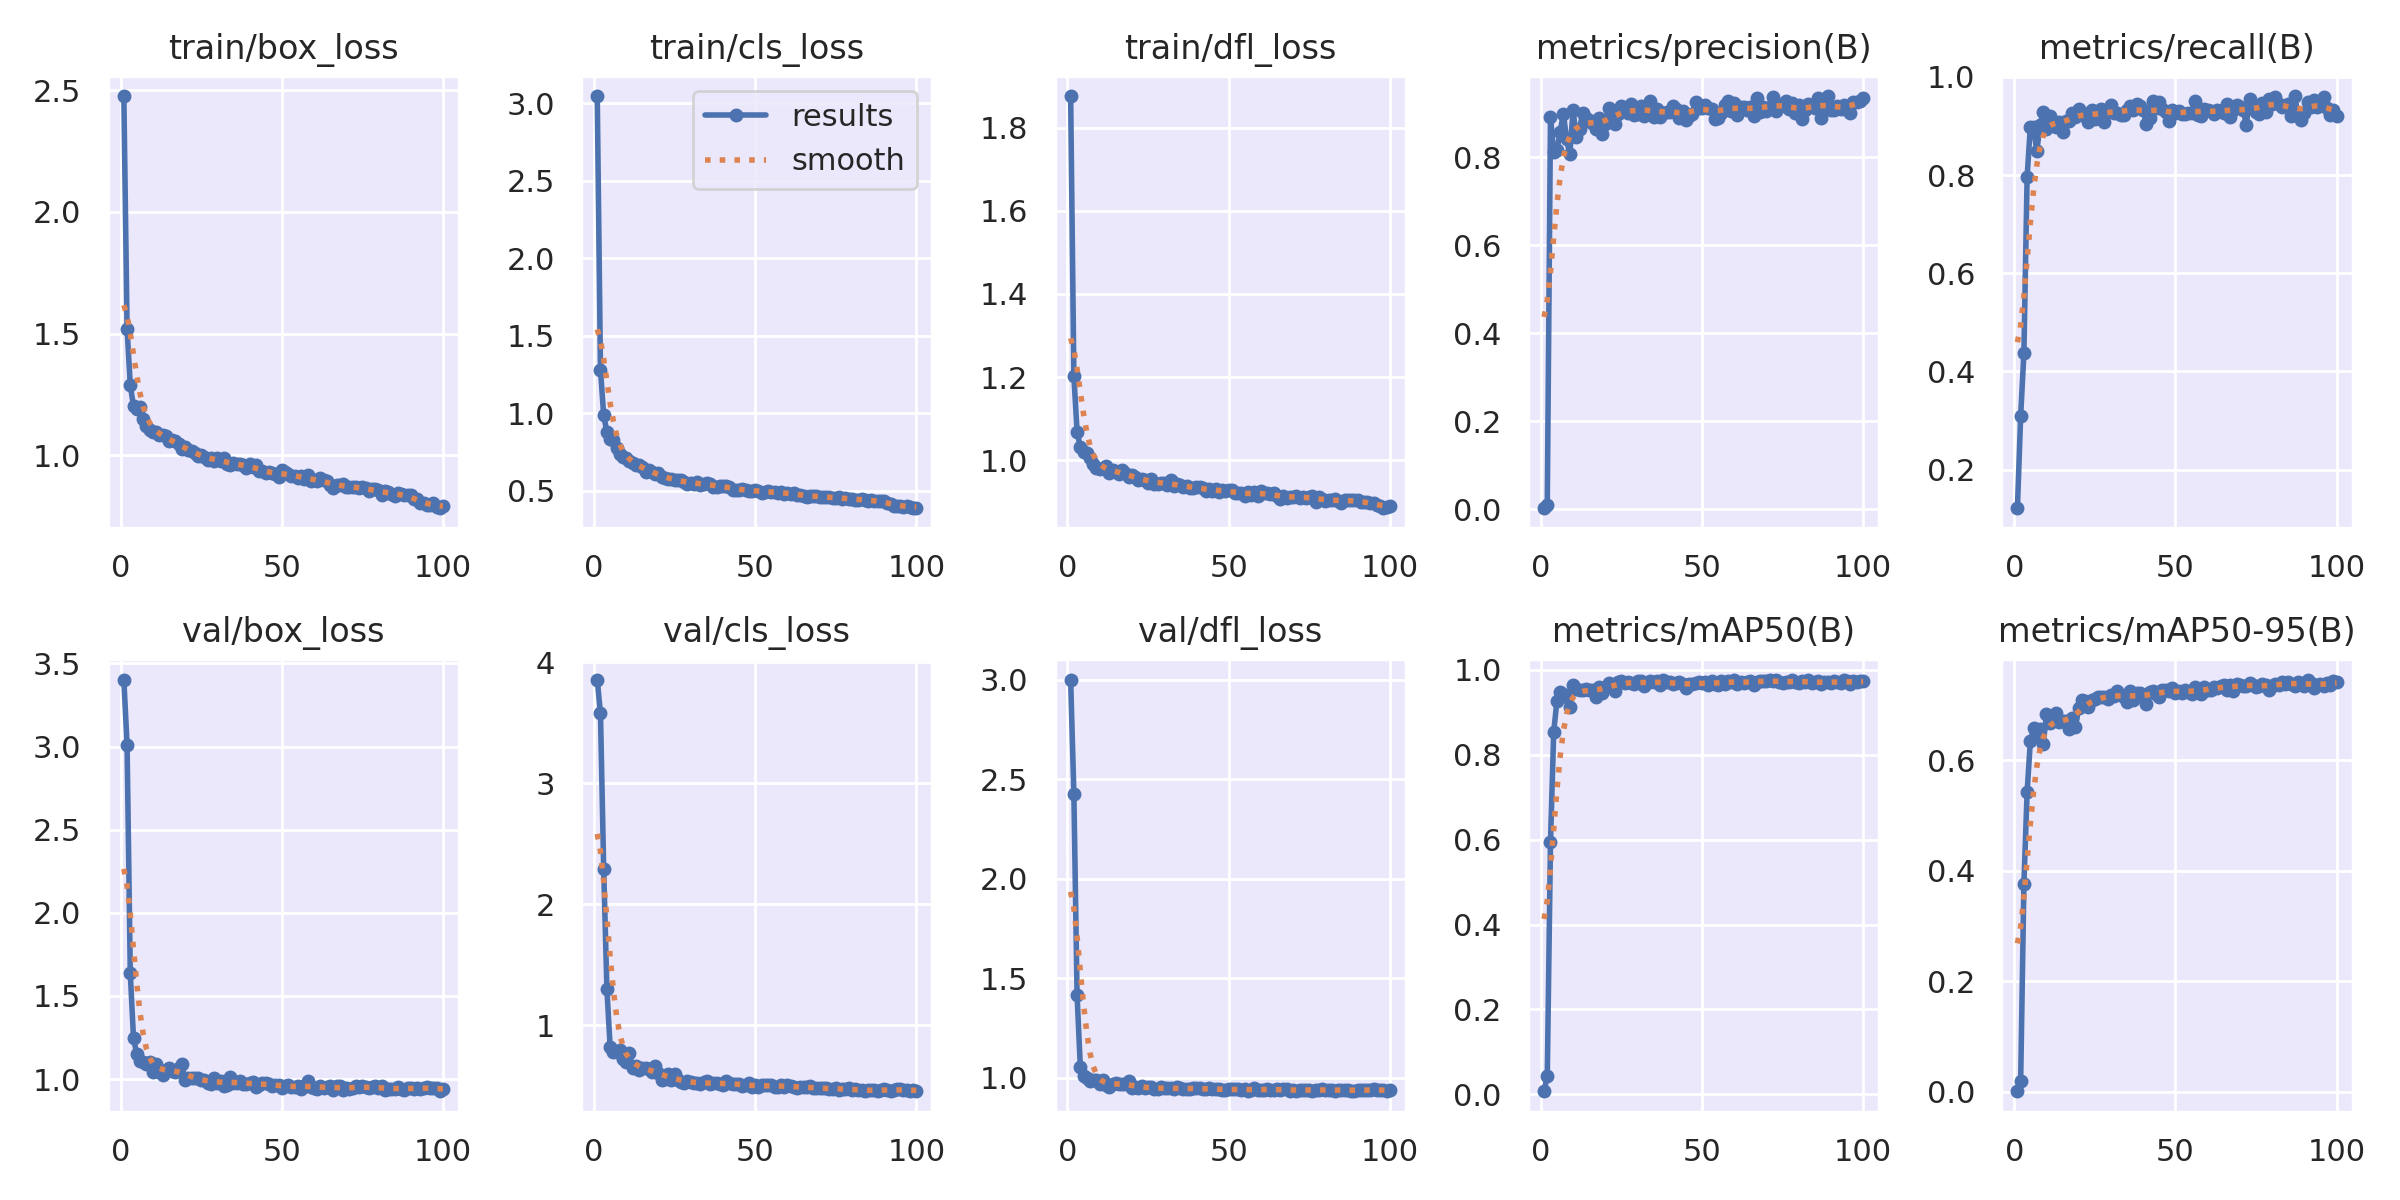 train/box_loss
2.5
2.0
1.5
1.0
0 50 100
train/cls_loss
results
smooth
3.0
2.5
2.0
1.5
1.0
0.5
0 50 100
train/dfl_loss
1.8
1.6
1.4
1.2
1.0
0 50 100
metrics/precision(B)
0.8
0.6
0.4
0.2
0.0
0 50 100
metrics/recall(B)
1.0
0.8
0.6
0.4
0.2
0 50 100
val/box_loss
3.5
3.0
2.5
2.0
1.5
1.0
0 50 100
val/cls_loss
4
3
2
1
0 50 100
val/dfl_loss
3.0
2.5
2.0
1.5
1.0
0 50 100
metrics/mAP50(B)
1.0
0.8
0.6
0.4
0.2
0.0
0 50 100
metrics/mAP50-95(B)
0.6
0.4
0.2
0.0
0 50 100